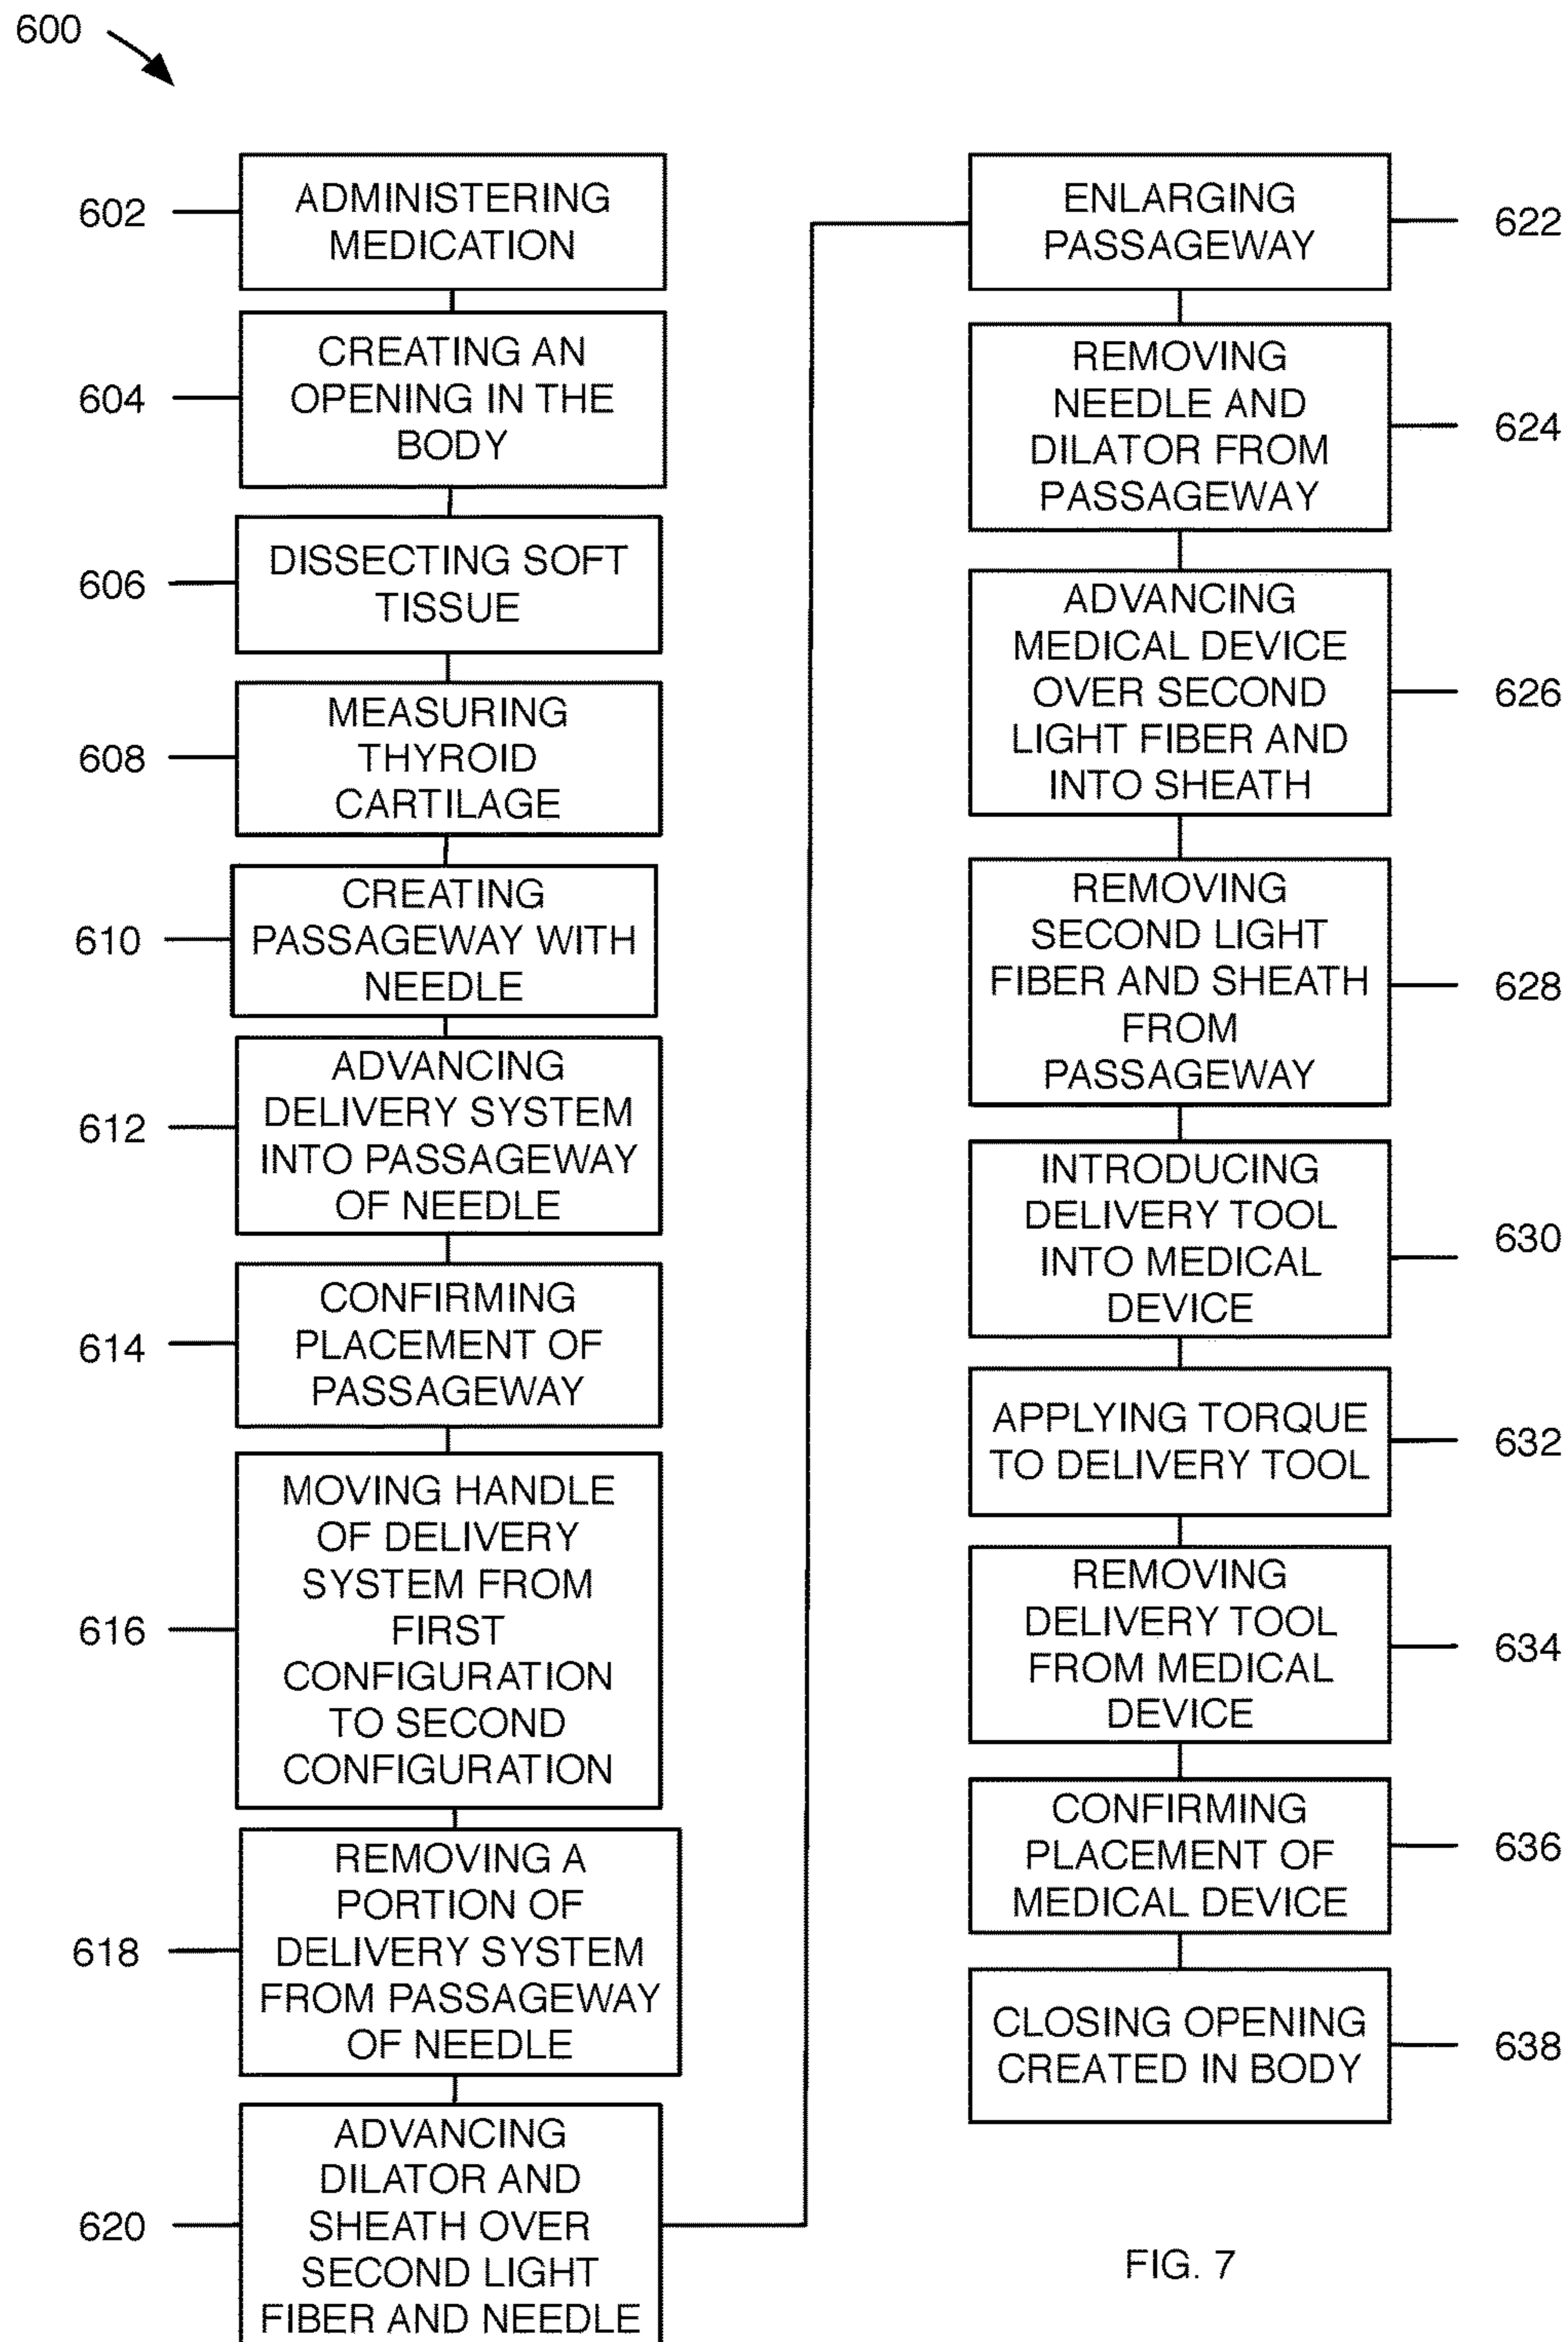 600
602
ADMINISTERING
MEDICATION
604
CREATING AN
OPENING IN THE
BODY
606
DISSECTING SOFT
TISSUE
608
MEASURING
THYROID
CARTILAGE
610
CREATING
PASSAGEWAY WITH
NEEDLE
612
ADVANCING
DELIVERY SYSTEM
INTO PASSAGEWAY
OF NEEDLE
614
CONFIRMING
PLACEMENT OF
PASSAGEWAY
616
MOVING HANDLE
OF DELIVERY
SYSTEM FROM
FIRST
CONFIGURATION
TO SECOND
CONFIGURATION
618
REMOVING A
PORTION OF
DELIVERY SYSTEM
FROM PASSAGEWAY
OF NEEDLE
620
ADVANCING
DILATOR AND
SHEATH OVER
SECOND LIGHT
FIBER AND NEEDLE
ENLARGING
PASSAGEWAY
622
REMOVING
NEEDLE AND
DILATOR FROM
PASSAGEWAY
624
ADVANCING
MEDICAL DEVICE
OVER SECOND
LIGHT FIBER AND
INTO SHEATH
626
REMOVING
SECOND LIGHT
FIBER AND SHEATH
FROM
PASSAGEWAY
628
INTRODUCING
DELIVERY TOOL
INTO MEDICAL
DEVICE
630
APPLYING TORQUE
TO DELIVERY TOOL
632
REMOVING
DELIVERY TOOL
FROM MEDICAL
DEVICE
634
CONFIRMING
PLACEMENT OF
MEDICAL DEVICE
636
CLOSING OPENING
CREATED IN BODY
638
FIG. 7